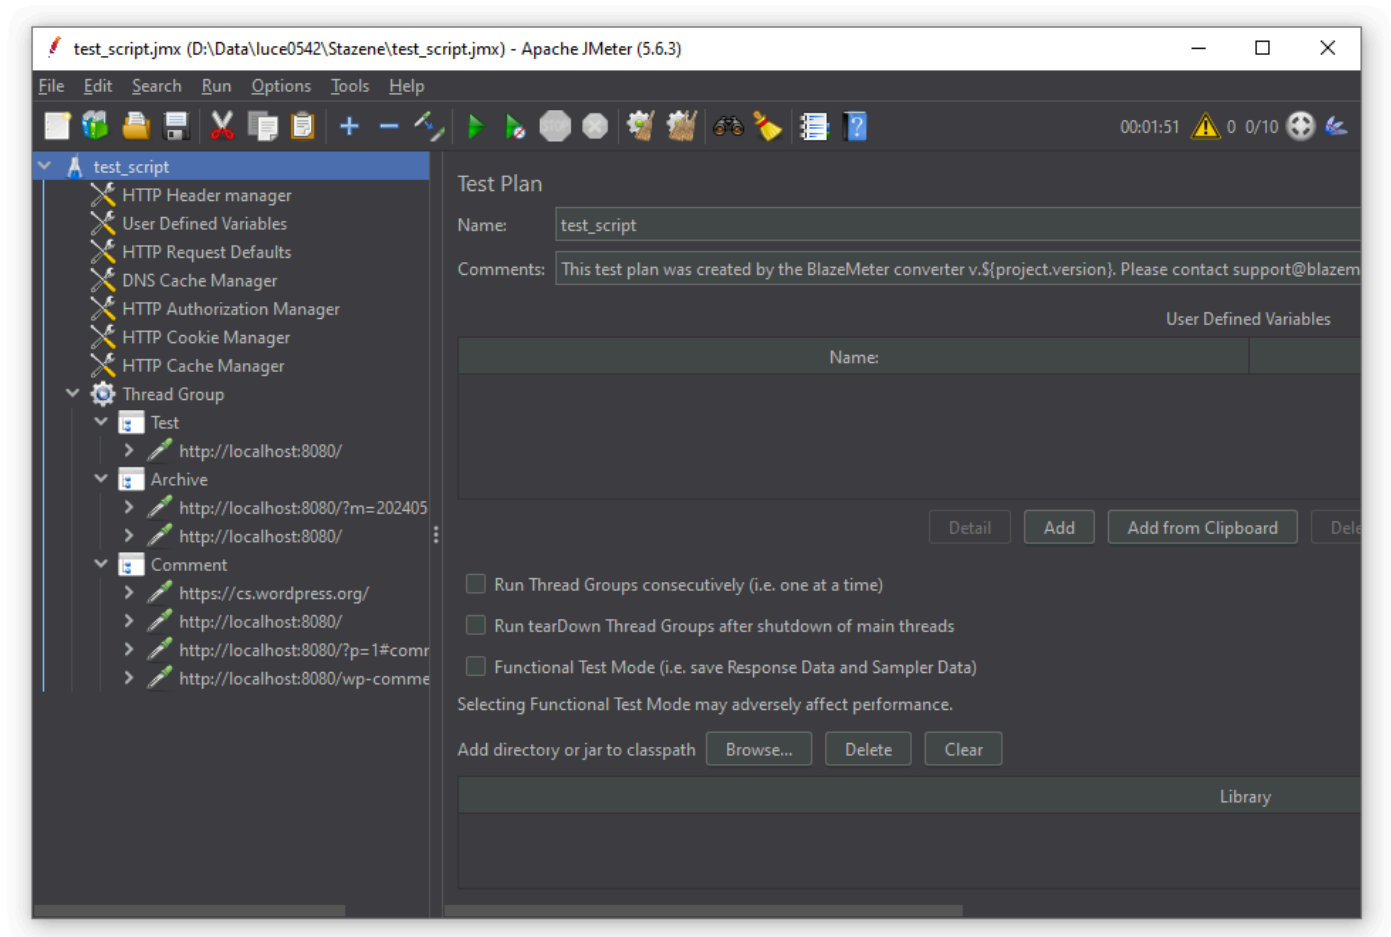 test_script.jmx (D:\Data\luce0542\Stazene\test_script.jmx) - Apache JMeter (5.6.3)
File Edit Search Run Options Tools Help
STOP 00:01:51 0 0/10
test_script
HTTP Header manager
User Defined Variables
HTTP Request Defaults
DNS Cache Manager
HTTP Authorization Manager
HTTP Cookie Manager
HTTP Cache Manager
Thread Group
Test
http://localhost:8080/
Archive
http://localhost:8080/?m=202405
http://localhost:8080/
Comment
https://cs.wordpress.org/
http://localhost:8080/
http://localhost:8080/?p=1#comr
http://localhost:8080/wp-comme
Test Plan
Name: test_script
Comments: This test plan was created by the BlazeMeter converter v.${project.version}. Please contact support@blazem
User Defined Variables
Name:
Detail Add Add from Clipboard Dele
Run Thread Groups consecutively (i.e. one at a time)
Run tearDown Thread Groups after shutdown of main threads
Functional Test Mode (i.e. save Response Data and Sampler Data)
Selecting Functional Test Mode may adversely affect performance.
Add directory or jar to classpath Browse... Delete Clear
Library